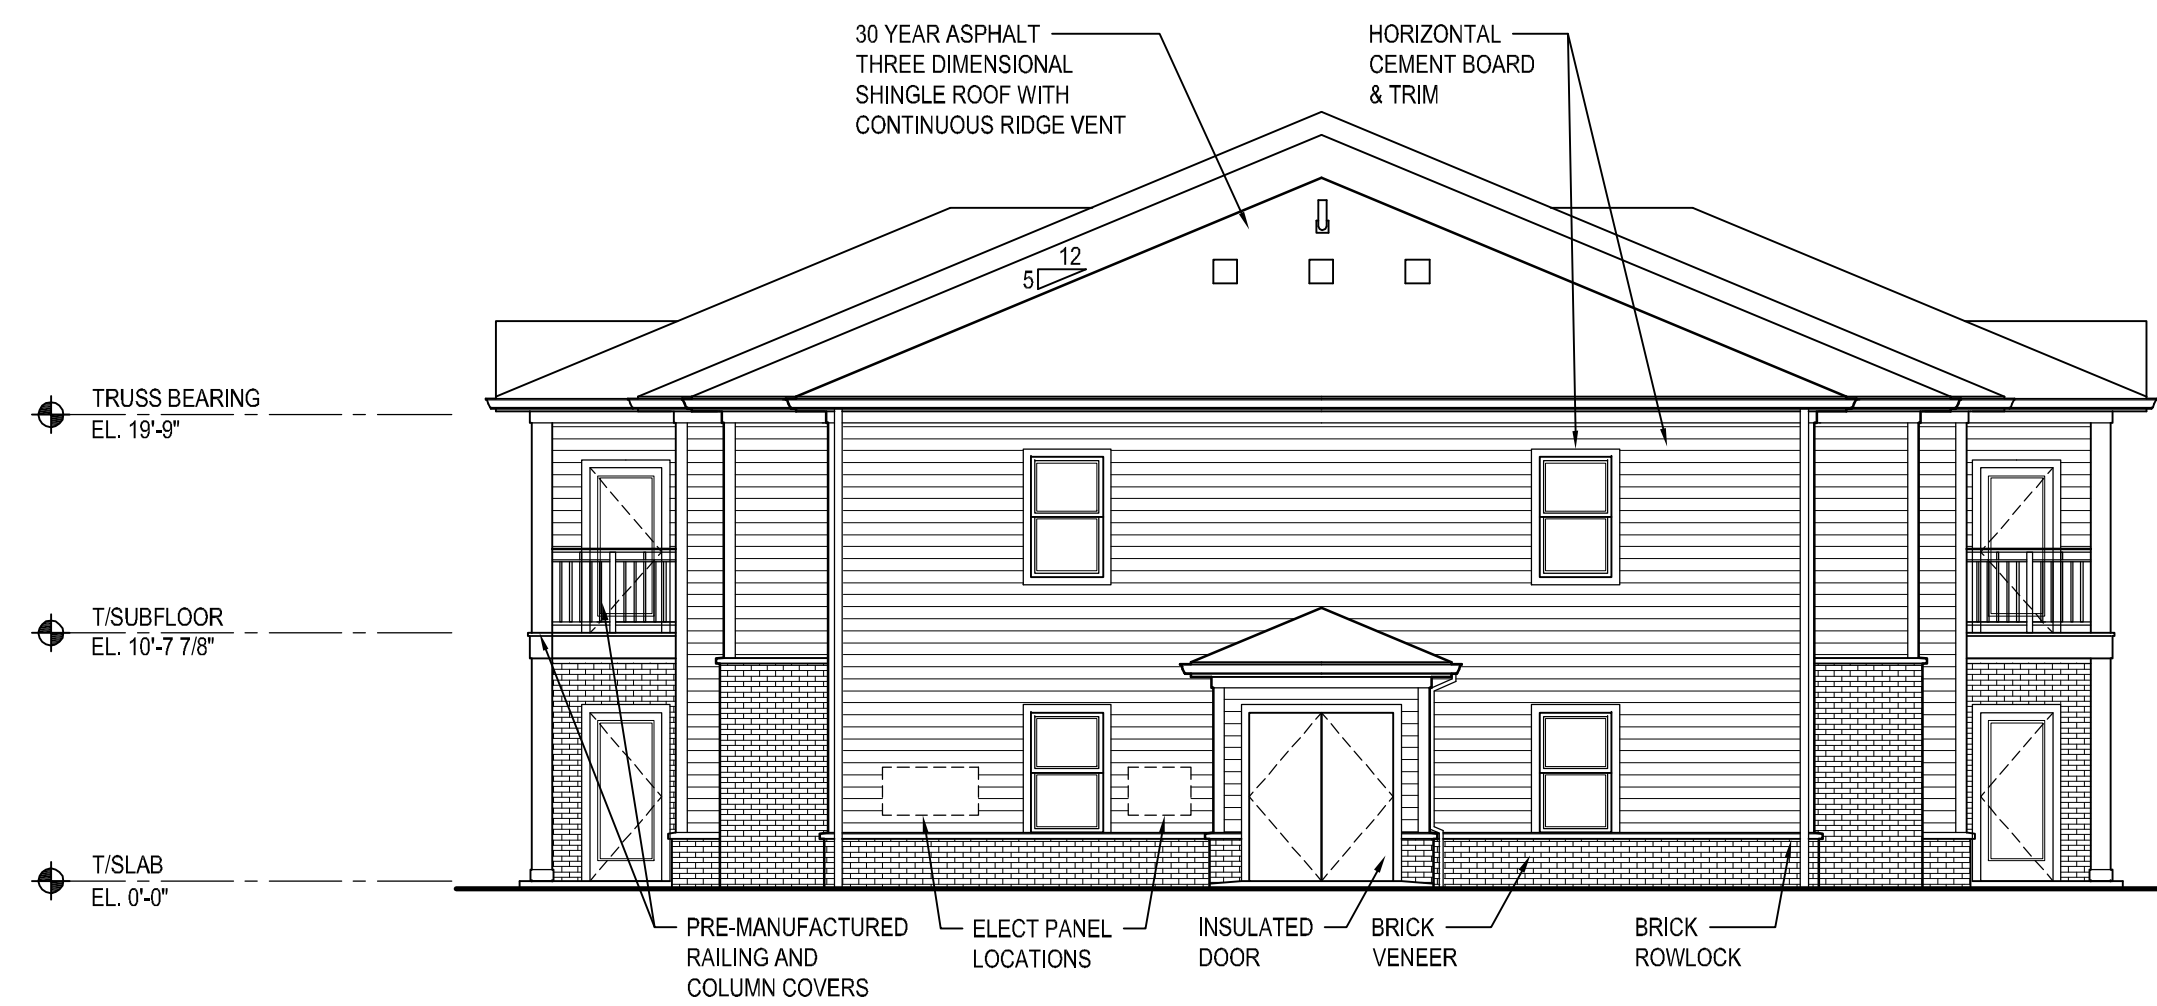 30 YEAR ASPHALT
THREE DIMENSIONAL
SHINGLE ROOF WITH
CONTINUOUS RIDGE VENT
HORIZONTAL
CEMENT BOARD
& TRIM
12
5
TRUSS BEARING
EL. 19'-9"
T/SUBFLOOR
EL. 10'-7 7/8"
T/SLAB
EL. 0'-0"
PRE-MANUFACTURED
RAILING AND
COLUMN COVERS
ELECT PANEL
LOCATIONS
INSULATED
DOOR
BRICK
VENEER
BRICK
ROWLOCK